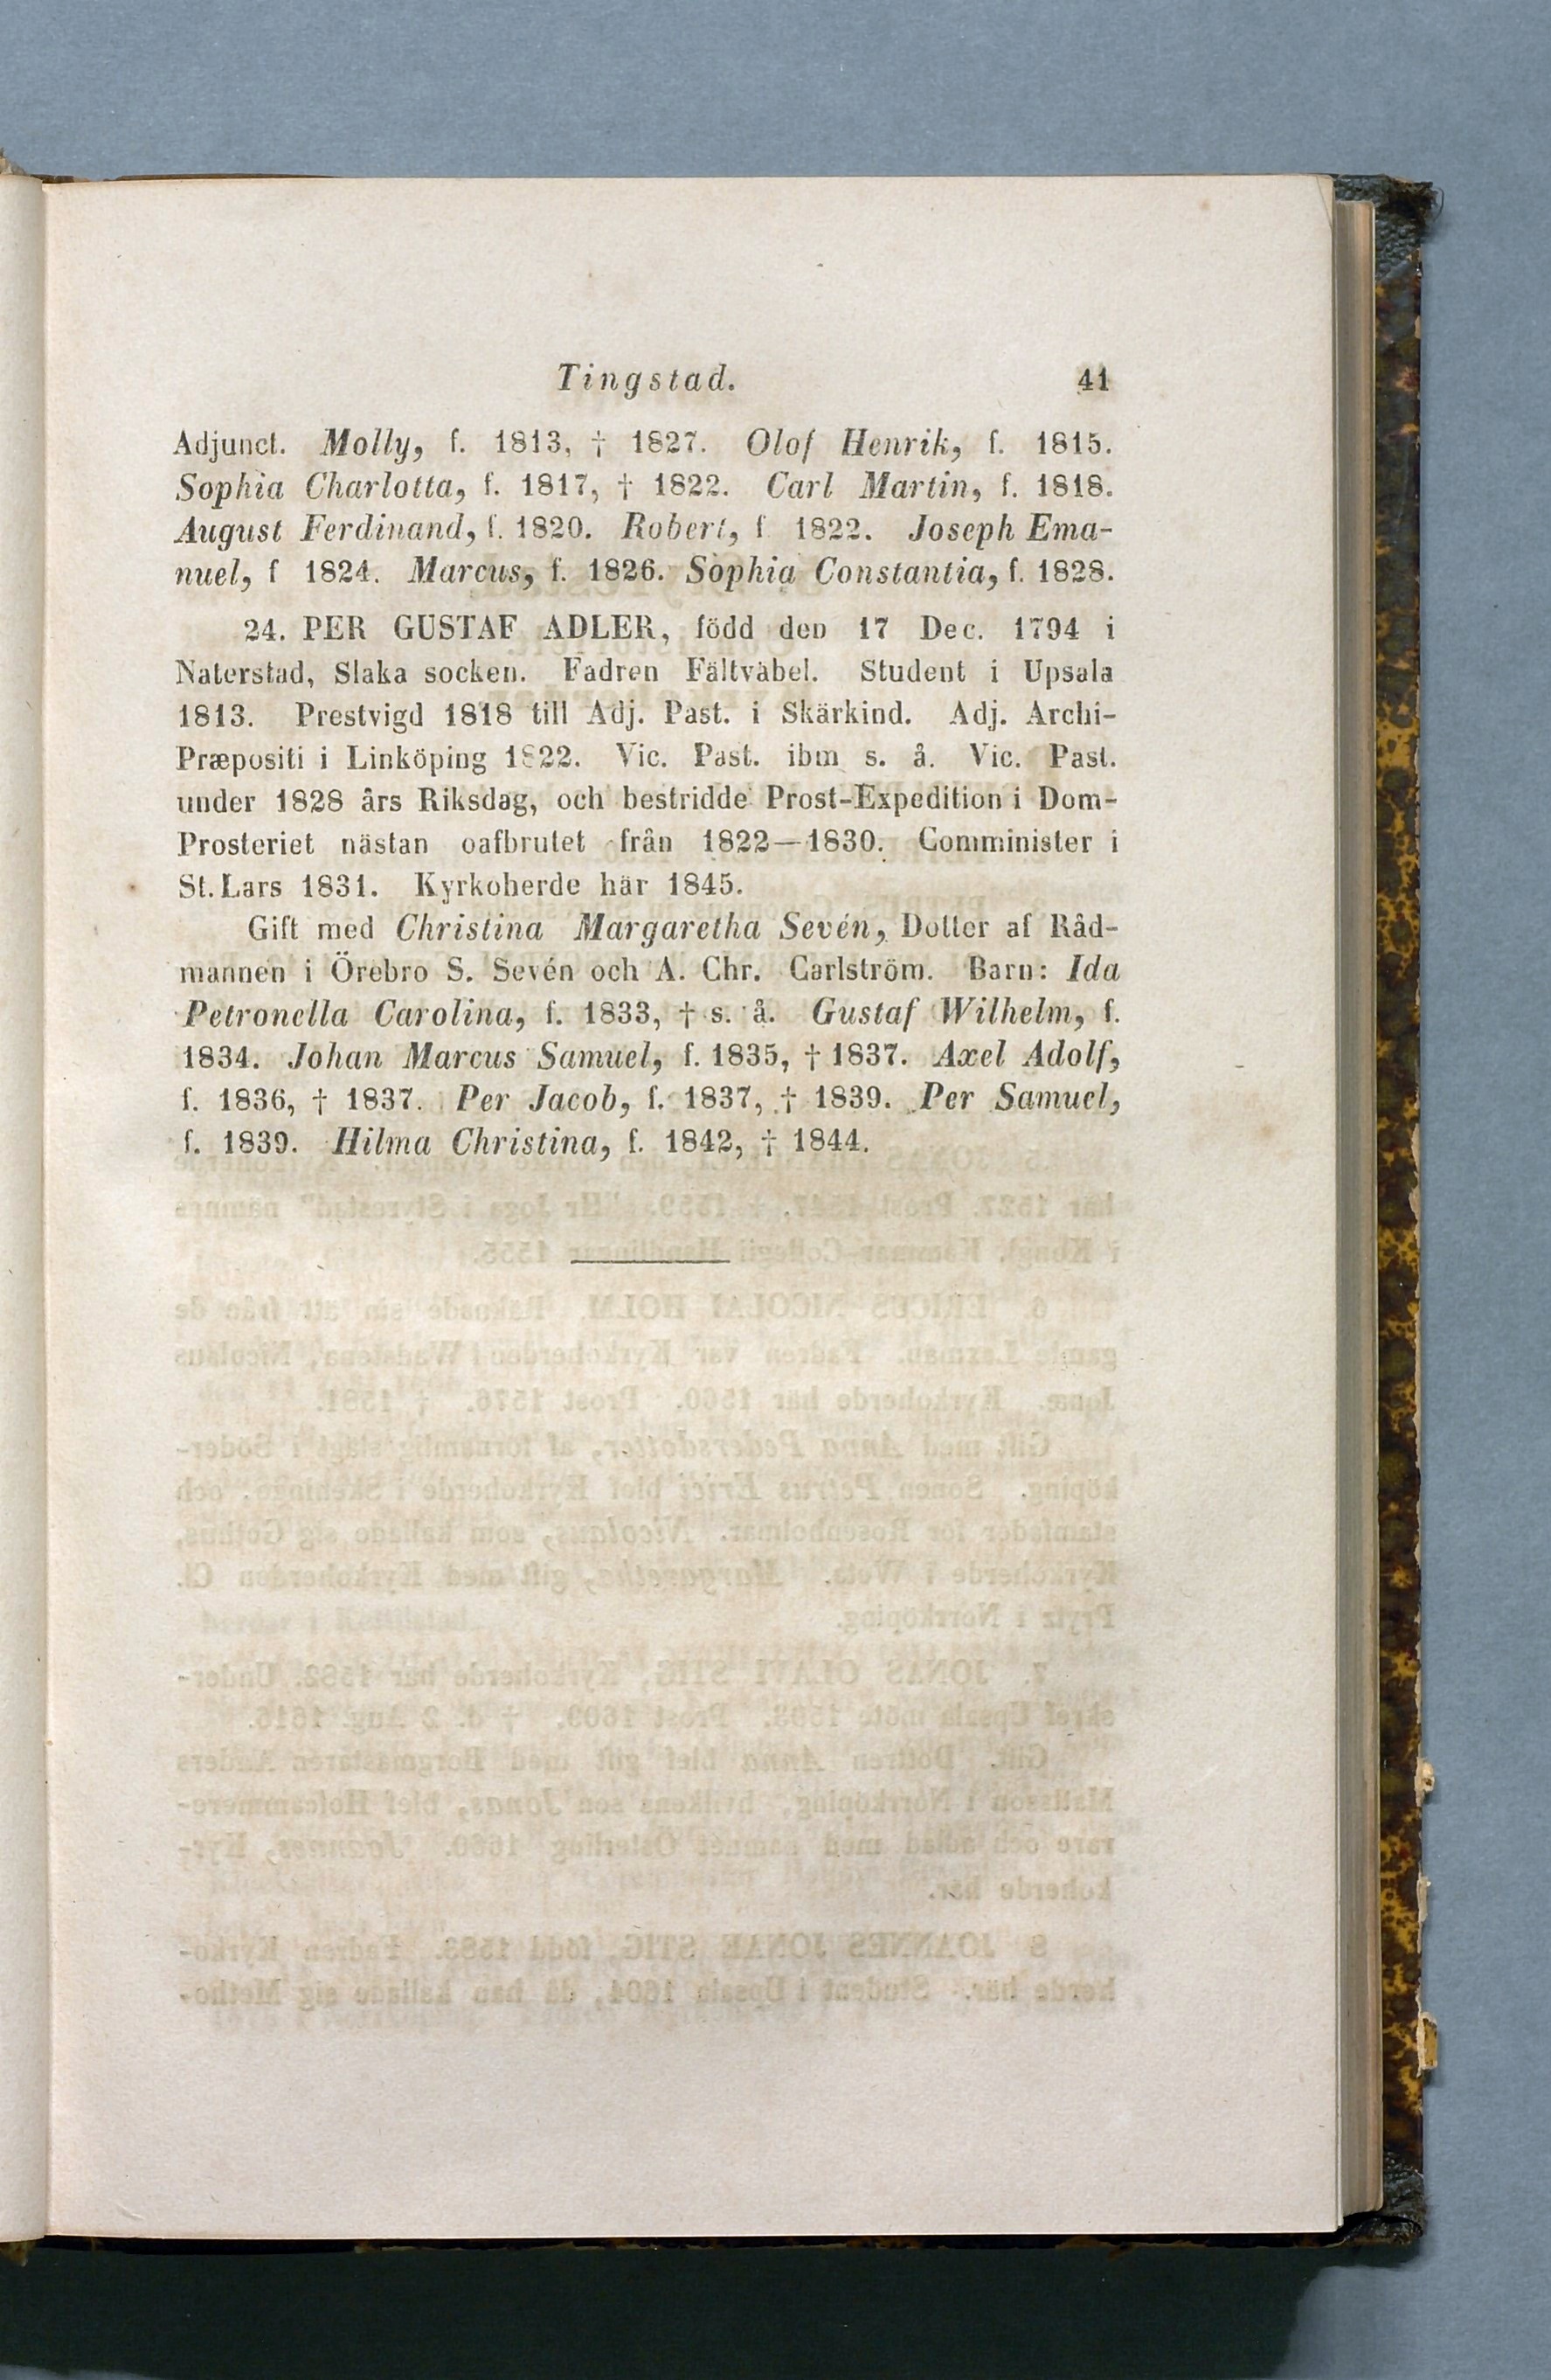 Tingstad. 41
Adjunct. Molly, f. 1813, † 1827. Olof Henrik, f. 1815.
Sophia Charlotta, f. 1817, † 1822. Carl Martin, f. 1818.
August Ferdinand, f. 1820. Robert, f 1822. Joseph Ema-
nuel, f 1824. Marcus, f. 1826. Sophia Constantia, f. 1828.
24. PER GUSTAF ADLER, född den 17 Dec. 1794 i
Naterstad, Slaka socken. Fadren Fältväbel. Student i Upsala
1813. Prestvigd 1818 till Adj. Past. i Skärkind. Adj. Archi-
Præpositi i Linköping 1822. Vic. Past. ibm s. å. Vic. Past.
under 1828 års Riksdag, och bestridde Prost-Expedition i Dom-
Prosteriet nästan oafbrutet från 1822—1830. Comminister i
St. Lars 1831. Kyrkoherde här 1845.
Gift med Christina Margaretha Sevén, Dotter af Råd-
mannen i Örebro S. Sevén och A. Chr. Carlström. Barn: Ida
Petronella Carolina, f. 1833, † s. å. Gustaf Wilhelm, f.
1834. Johan Marcus Samuel, f. 1835, † 1837. Axel Adolf,
f. 1836, † 1837. Per Jacob, f. 1837, † 1839. Per Samuel,
f. 1839. Hilma Christina, f. 1842, † 1844.